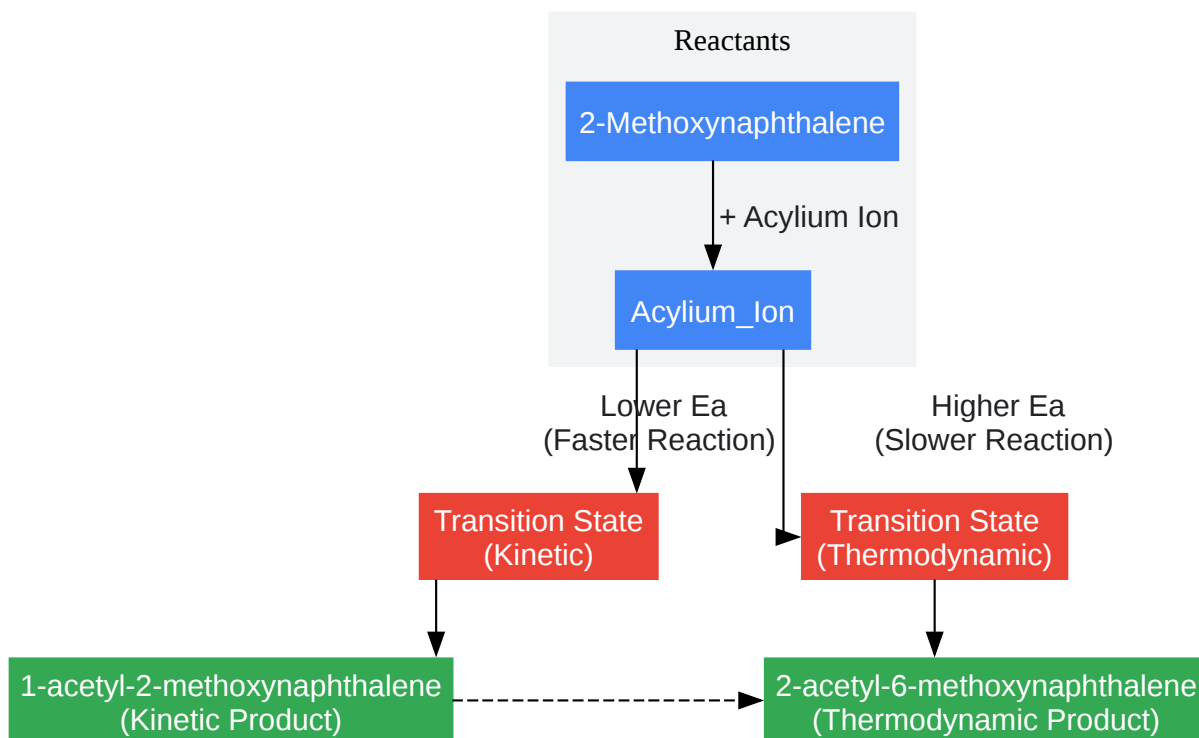 Reactants
2-Methoxynaphthalene
+ Acylium Ion
Acylium_Ion
Lower Ea
(Faster Reaction)
Higher Ea
(Slower Reaction)
Transition State
(Kinetic)
Transition State
(Thermodynamic)
1-acetyl-2-methoxynaphthalene
(Kinetic Product)
2-acetyl-6-methoxynaphthalene
(Thermodynamic Product)